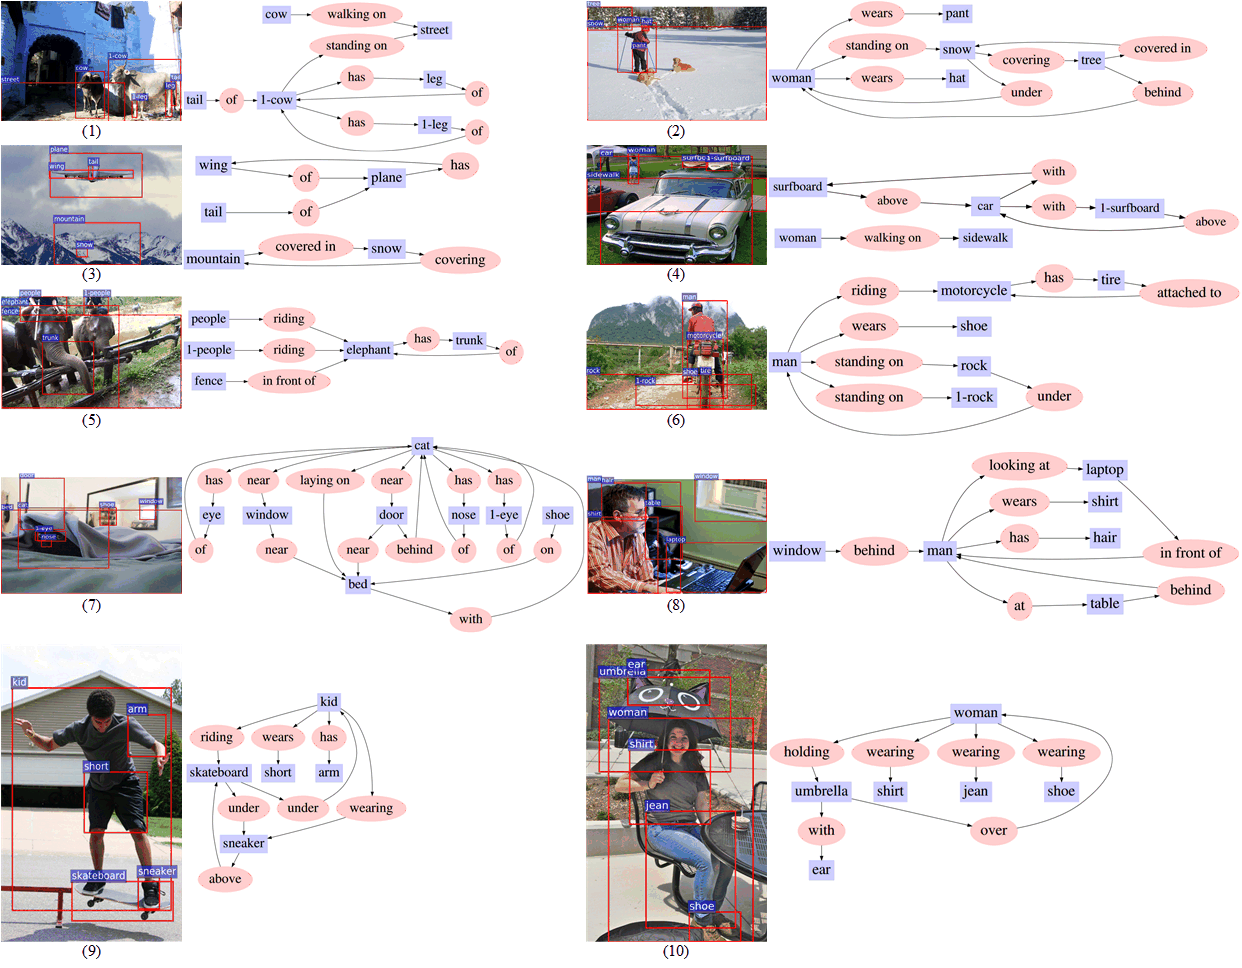 cow walking on
street
standing on
has leg
of
tail of 1-cow
has 1-leg of
street cow 1-cow tail leg 1-leg
(1)
wears pant
standing on snow covering tree covered in
woman
wears hat under behind
tree
snow woman hat
pant
(2)
wing of plane has
tail of
mountain covered in snow covering
plane
wing tail
mountain
snow
(3)
surfboard above car with
with 1-surfboard above
woman walking on sidewalk
car woman surfb 1-surfboard
sidewalk
(4)
people riding
1-people riding elephant has trunk of
fence in front of
people 1-people
elephant
fence
trunk
(5)
riding motorcycle has tire attached to
wears shoe
man
standing on rock
standing on 1-rock under
man
motorcycle
rock shoe tire
1-rock
(6)
cat
has near laying on near has has
eye window door nose 1-eye shoe
of near near behind of of on
bed
with
door
bed cat shoe window
1-eye
nose
(7)
looking at laptop
wears shirt
window behind man has hair in front of
at table behind
man hair window
shirt table
laptop
(8)
kid
riding wears has
skateboard short arm
under under wearing
sneaker
above
kid
arm
short
skateboard sneaker
(9)
woman
holding wearing wearing wearing
umbrella shirt jean shoe
with over
ear
ear
umbrella
woman
shirt
jean
shoe
(10)